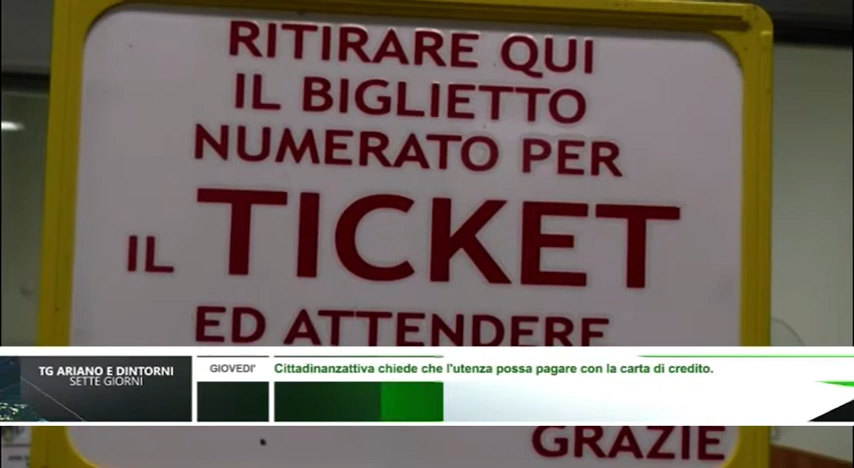 RITIRARE QUI
IL BIGLIETTO
NUMERATO PER
IL TICKET
ED ATTENDERE
TG ARIANO E DINTORNI
SETTE GIORNI
GIOVEDI'
Cittadinanzattiva chiede che l'utenza possa pagare con la carta di credito.
GRAZIE